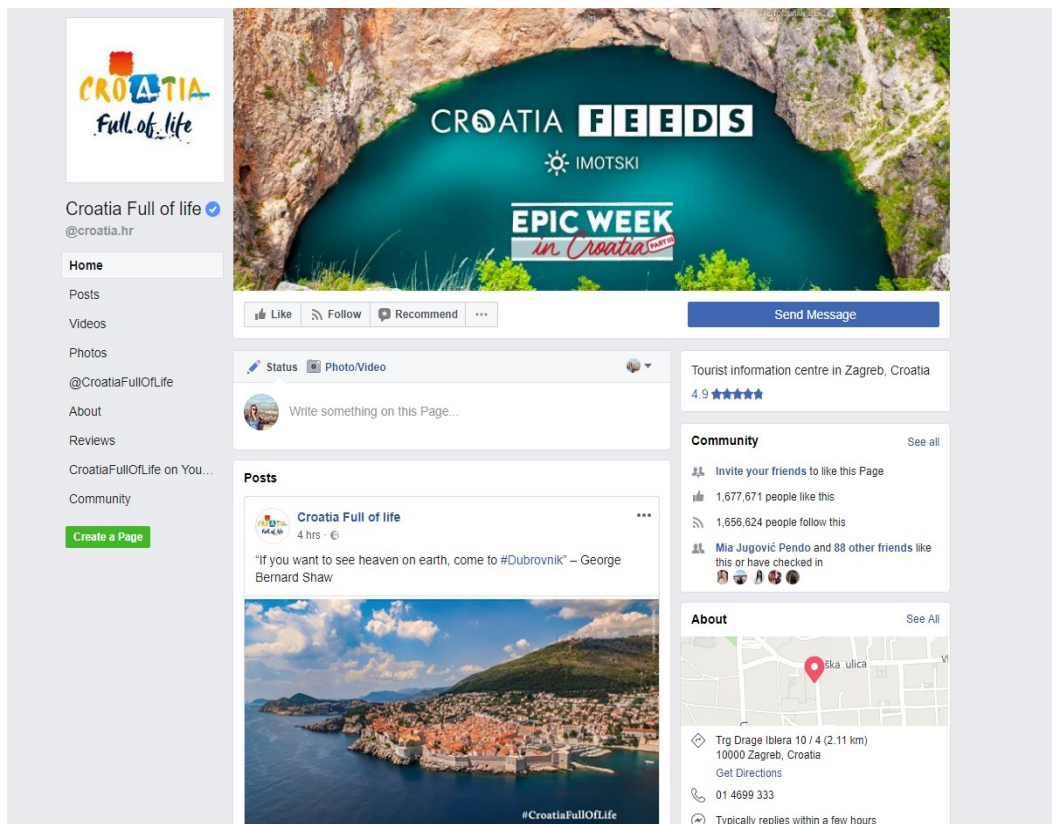 CROATIA
Full of life
Croatia Full of life
@croatia.hr
Home
Posts
Videos
Photos
@CroatiaFullOfLife
About
Reviews
CroatiaFullOfLife on You...
Community
Create a Page
CROATIA FEEDS
IMOTSKI
EPIC WEEK
in Croatia PART III
Like Follow Recommend ...
Send Message
Status Photo/Video
Write something on this Page...
Posts
Croatia Full of life
4 hrs ·
“If you want to see heaven on earth, come to #Dubrovnik” – George
Bernard Shaw
#CroatiaFullOfLife
Tourist information centre in Zagreb, Croatia
4.9
Community See all
Invite your friends to like this Page
1,677,671 people like this
1,656,624 people follow this
Mia Jugović Pendo and 88 other friends like
this or have checked in
About See All
ška ulica
Trg Drage Iblera 10 / 4 (2.11 km)
10000 Zagreb, Croatia
Get Directions
01 4699 333
Typically replies within a few hours